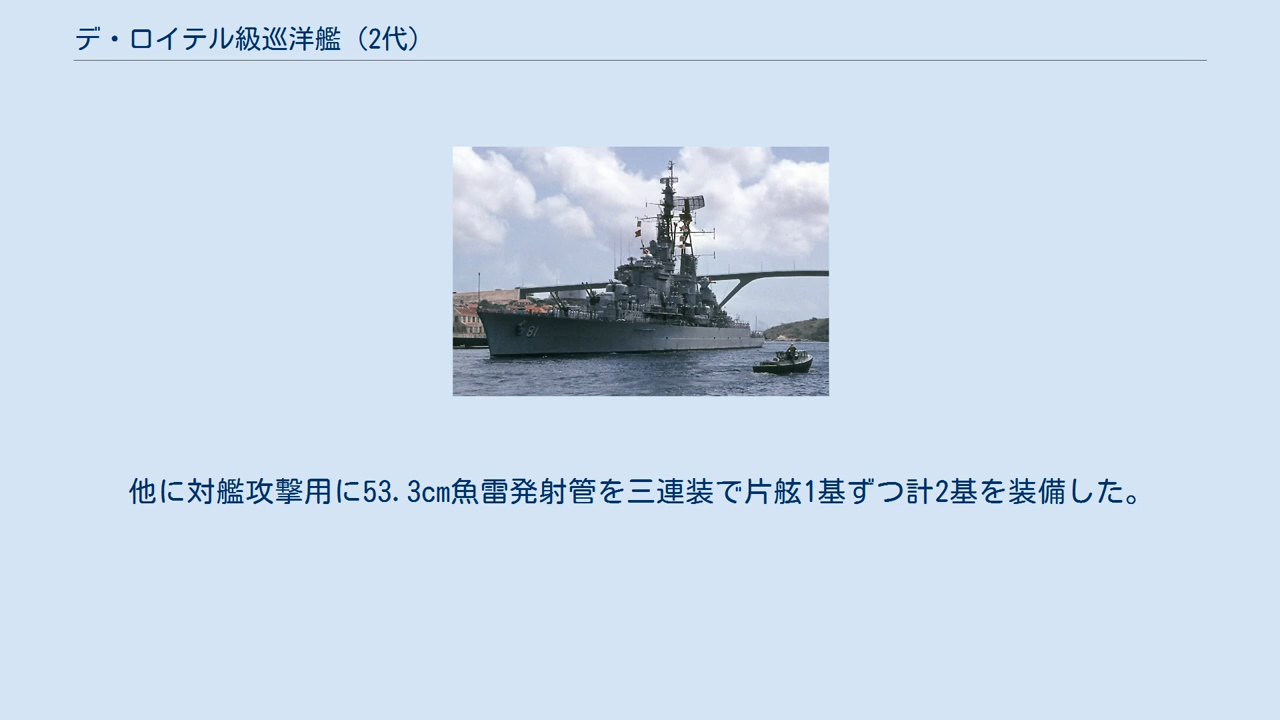 デ・ロイテル級巡洋艦（2代）
81
他に対艦攻撃用に53.3cm魚雷発射管を三連装で片舷1基ずつ計2基を装備した。